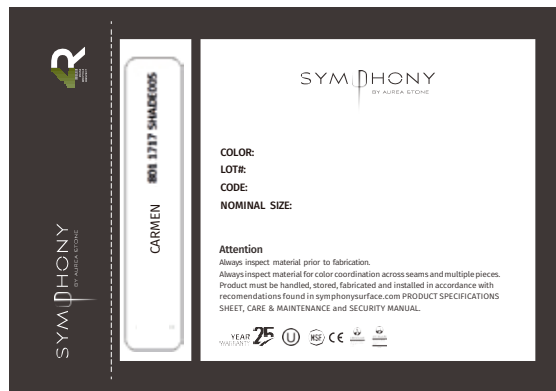 4R
SYMPHONY
BY AUREA STONE
CARMEN 801 1717 SHADE005
SYMPHONY
BY AUREA STONE
COLOR:
LOT#:
CODE:
NOMINAL SIZE:
Attention
Always inspect material prior to fabrication.
Always inspect material for color coordination across seams and multiple pieces.
Product must be handled, stored, fabricated and installed in accordance with
recomendations found in symphonysurface.com PRODUCT SPECIFICATIONS
SHEET, CARE & MAINTENANCE and SECURITY MANUAL.
YEAR WARRANTY 25 U NSF CE